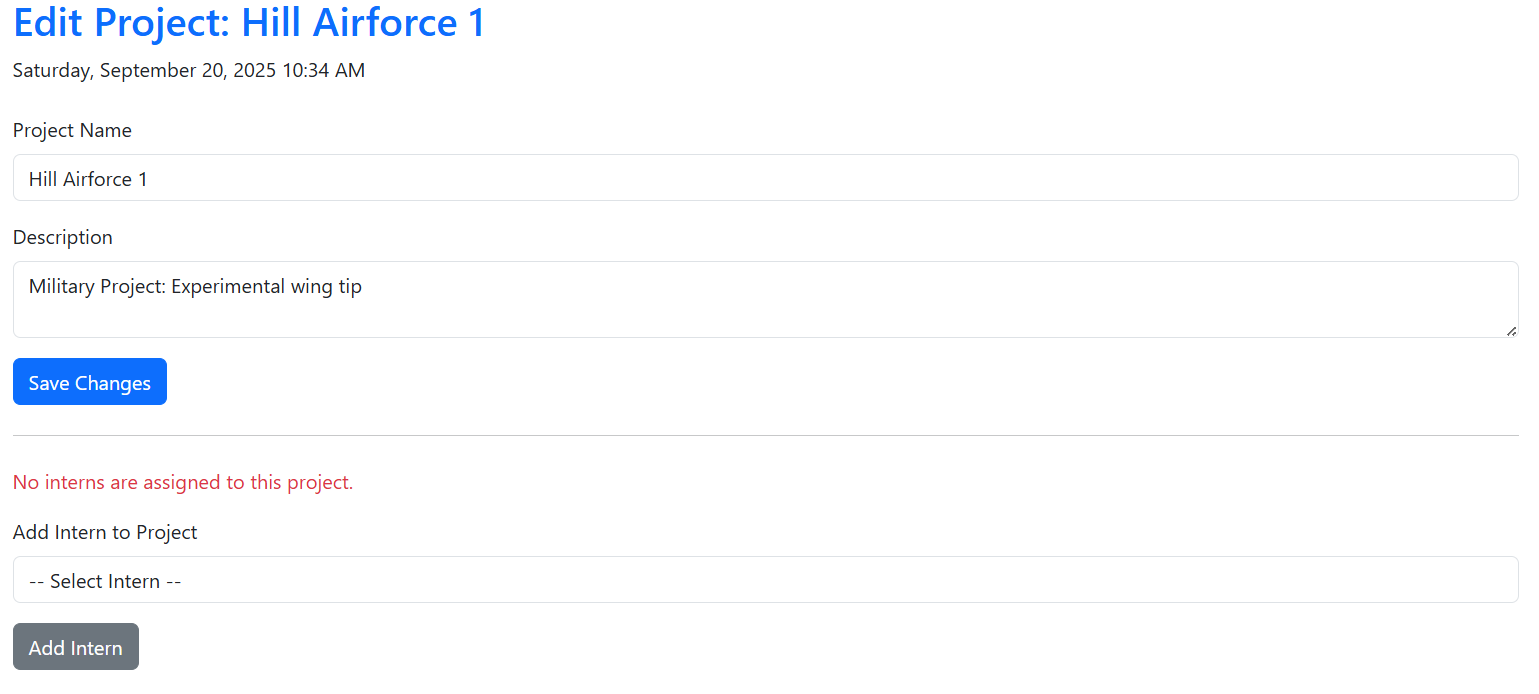 Edit Project: Hill Airforce 1
Saturday, September 20, 2025 10:34 AM
Project Name
Hill Airforce 1
Description
Military Project: Experimental wing tip
Save Changes
No interns are assigned to this project.
Add Intern to Project
-- Select Intern --
Add Intern